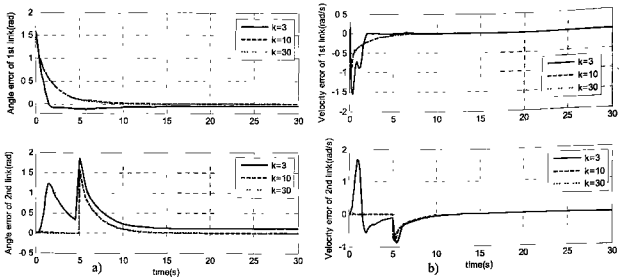 Angle error of 1st link(rad)
2
1.5
1
0.5
0
-0.5
k=3
k=10
k=30
0 5 10 15 20 25 30
time(s)
Angle error of 2nd link(rad)
2
1.5
1
0.5
0
-0.5
k=3
k=10
k=30
0 5 10 15 20 25 30
a) time(s)
Velocity error of 1st link(rad/s)
0.5
0
-0.5
-1
-1.5
-2
k=3
k=10
k=30
0 5 10 15 20 25 30
time(s)
Velocity error of 2nd link(rad/s)
2
1
0
-1
k=3
k=10
k=30
0 5 10 15 20 25 30
b) time(s)